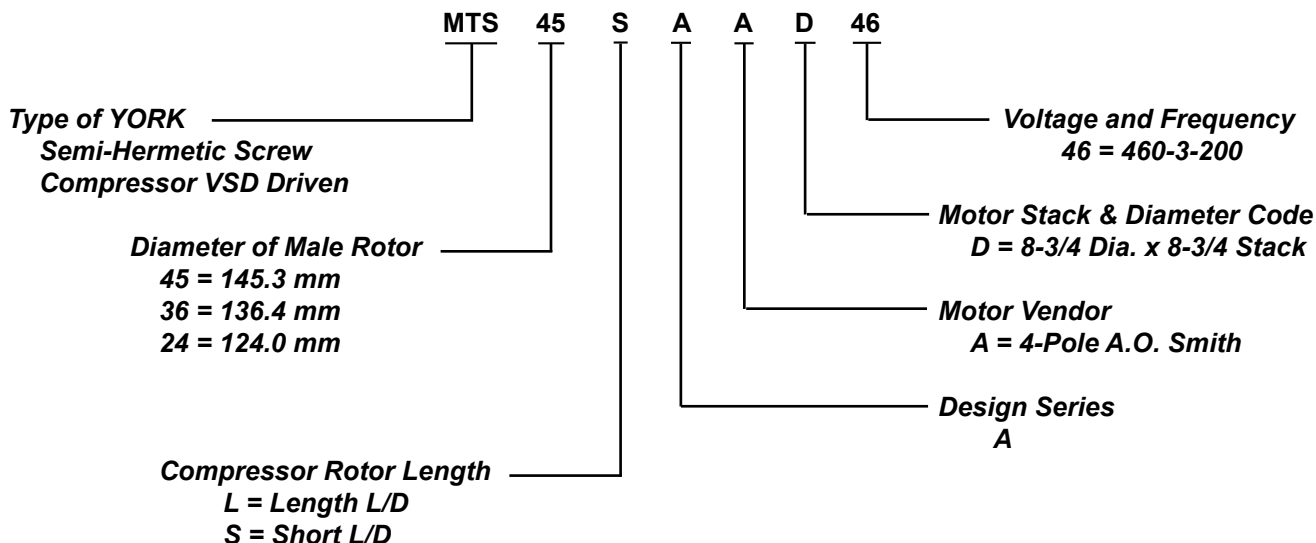 MTS 45 S A A D 46
Type of YORK
Semi-Hermetic Screw
Compressor VSD Driven
Diameter of Male Rotor
45 = 145.3 mm
36 = 136.4 mm
24 = 124.0 mm
Compressor Rotor Length
L = Length L/D
S = Short L/D
Voltage and Frequency
46 = 460-3-200
Motor Stack & Diameter Code
D = 8-3/4 Dia. x 8-3/4 Stack
Motor Vendor
A = 4-Pole A.O. Smith
Design Series
A